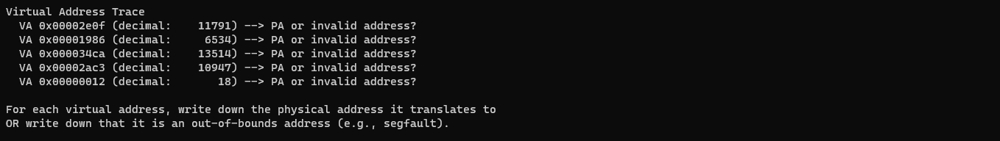 Virtual Address Trace
  VA 0x00002e0f (decimal:    11791) --> PA or invalid address?
  VA 0x00001986 (decimal:     6534) --> PA or invalid address?
  VA 0x000034ca (decimal:    13514) --> PA or invalid address?
  VA 0x00002ac3 (decimal:    10947) --> PA or invalid address?
  VA 0x00000012 (decimal:       18) --> PA or invalid address?

For each virtual address, write down the physical address it translates to
OR write down that it is an out-of-bounds address (e.g., segfault).